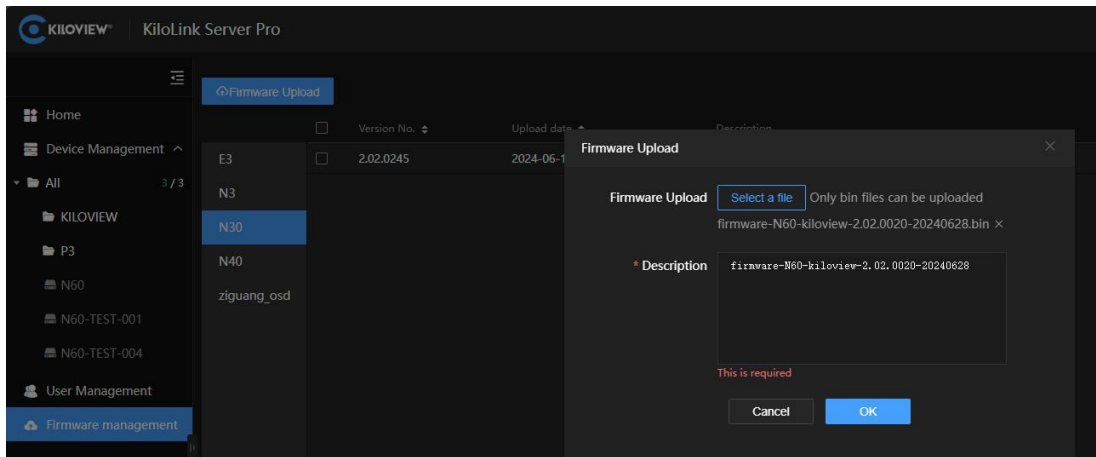 KILOVIEW® KiloLink Server Pro
Firmware Upload
Home
Device Management
All 3 / 3
KILOVIEW
P3
N60
N60-TEST-001
N60-TEST-004
User Management
Firmware management
E3
N3
N30
N40
ziguang_osd
Version No. Upload date Description
2.02.0245 2024-06-1
Firmware Upload
Firmware Upload Select a file Only bin files can be uploaded
firmware-N60-kiloview-2.02.0020-20240628.bin ×
* Description firmware-N60-kiloview-2.02.0020-20240628
This is required
Cancel OK